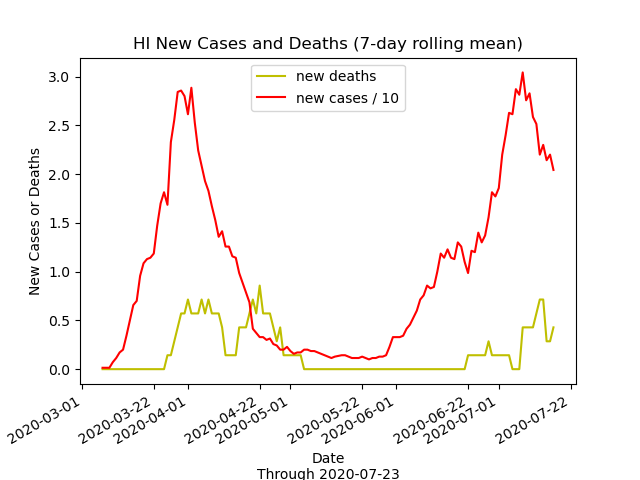 HI New Cases and Deaths (7-day rolling mean)
new deaths
new cases / 10
3.0
2.5
2.0
1.5
1.0
0.5
0.0
New Cases or Deaths
2020-03-01
2020-03-22
2020-04-01
2020-04-22
2020-05-01
2020-05-22
2020-06-01
2020-06-22
2020-07-01
2020-07-22
Date
Through 2020-07-23